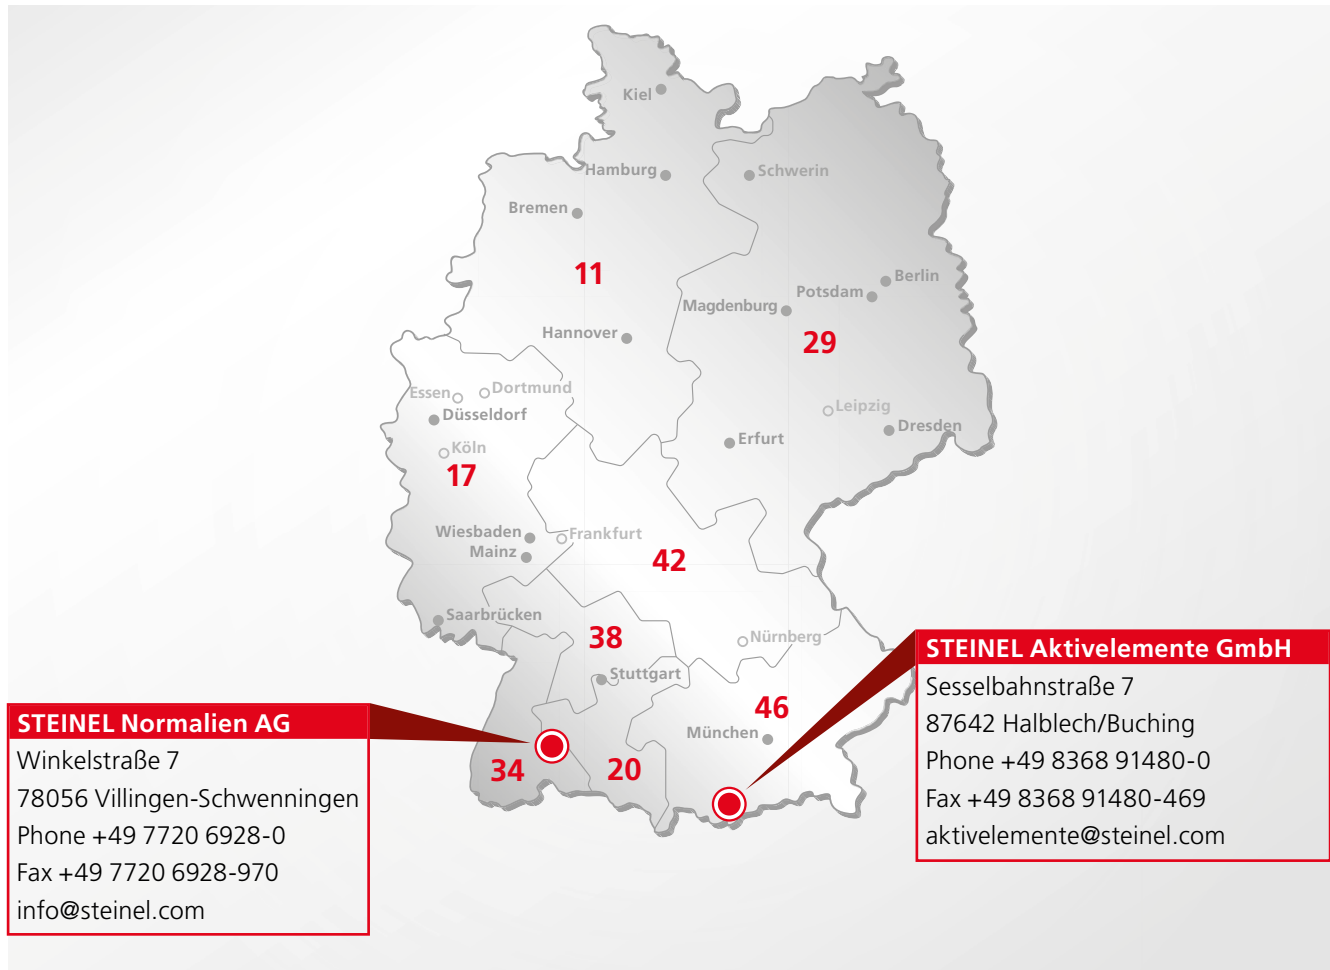 Kiel
Hamburg
Schwerin
Bremen
11
Berlin
Potsdam
Magdenburg
Hannover
29
Essen
Dortmund
Düsseldorf
Leipzig
Dresden
Erfurt
Köln
17
Wiesbaden
Frankfurt
Mainz
42
Saarbrücken
38
Nürnberg
Stuttgart
46
München
34
20
STEINEL Aktivelemente GmbH
Sesselbahnstraße 7
87642 Halblech/Buching
Phone +49 8368 91480-0
Fax +49 8368 91480-469
aktivelemente@steinel.com
STEINEL Normalien AG
Winkelstraße 7
78056 Villingen-Schwenningen
Phone +49 7720 6928-0
Fax +49 7720 6928-970
info@steinel.com